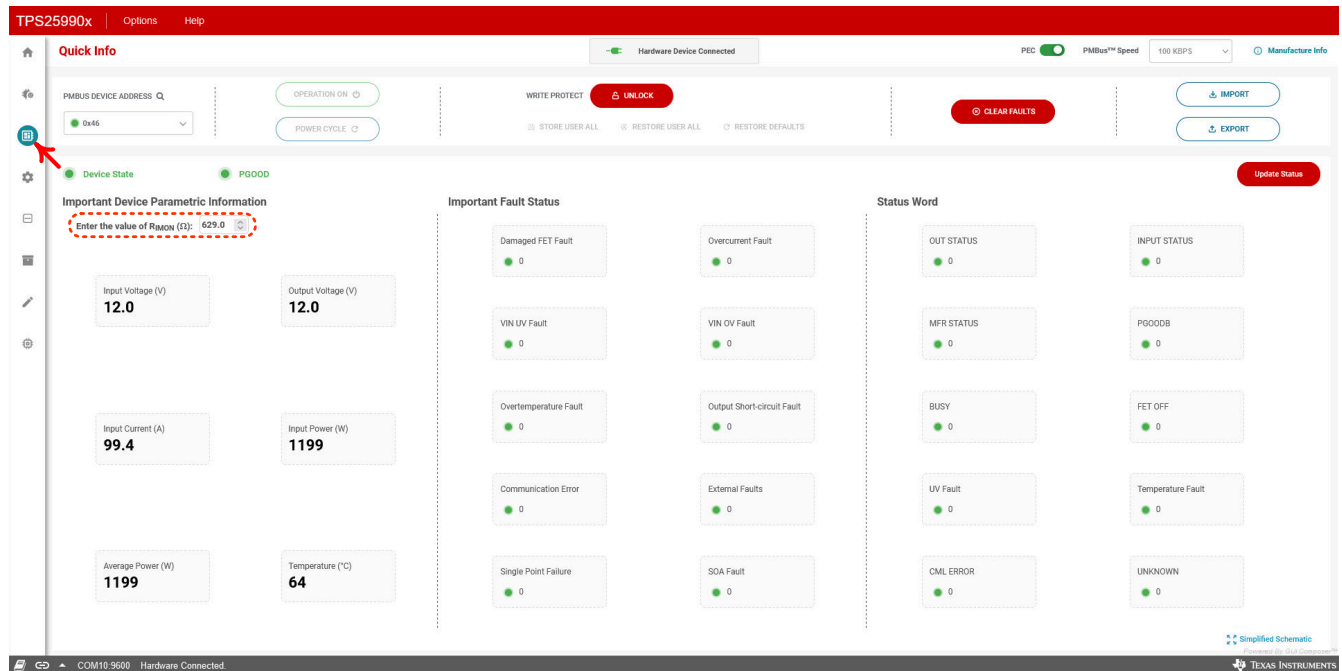 TPS25990x Options Help
Quick Info
Hardware Device Connected
PEC
PMBus™ Speed
100 KBPS
Manufacture Info
PMBUS DEVICE ADDRESS
0x46
OPERATION ON
POWER CYCLE
WRITE PROTECT
UNLOCK
STORE USER ALL
RESTORE USER ALL
RESTORE DEFAULTS
CLEAR FAULTS
IMPORT
EXPORT
Device State
PGOOD
Update Status
Important Device Parametric Information
Enter the value of RIMON (Ω): 629.0
Input Voltage (V)
12.0
Output Voltage (V)
12.0
Input Current (A)
99.4
Input Power (W)
1199
Average Power (W)
1199
Temperature (°C)
64
Important Fault Status
Damaged FET Fault
0
Overcurrent Fault
0
VIN UV Fault
0
VIN OV Fault
0
Overtemperature Fault
0
Output Short-circuit Fault
0
Communication Error
0
External Faults
0
Single Point Failure
0
SOA Fault
0
Status Word
OUT STATUS
0
INPUT STATUS
0
MFR STATUS
0
PGOODB
0
BUSY
0
FET OFF
0
UV Fault
0
Temperature Fault
0
CML ERROR
0
UNKNOWN
0
Simplified Schematic
Powered By GUI Composer™
COM10:9600 Hardware Connected.
TEXAS INSTRUMENTS